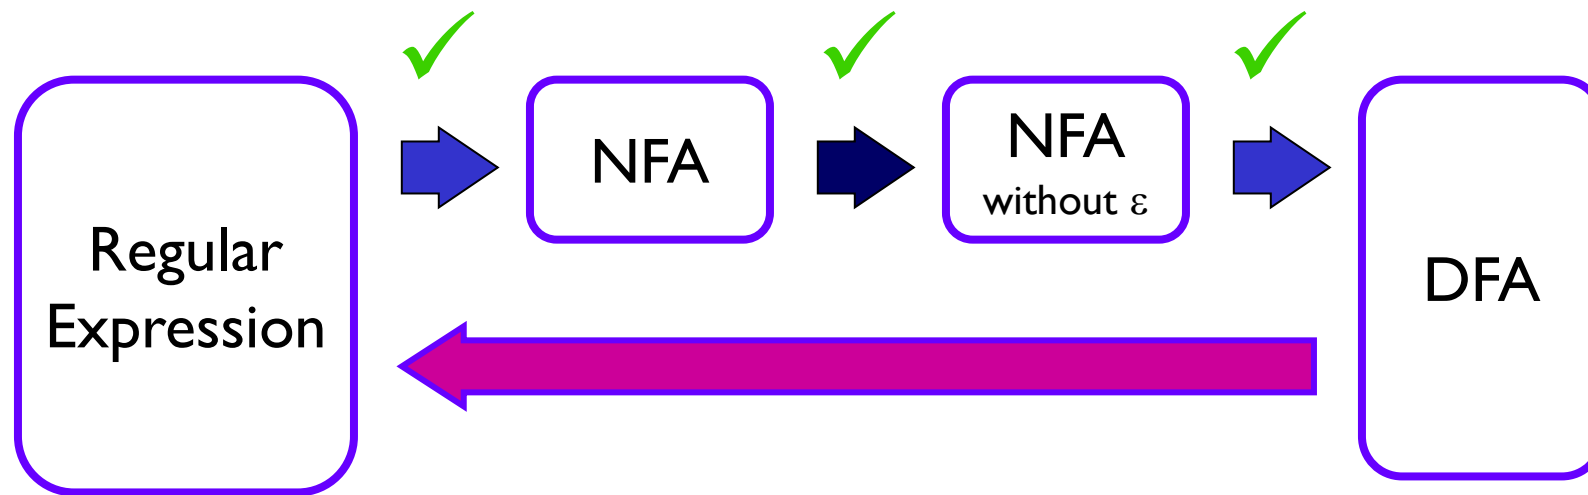 Regular
Expression
NFA
NFA
without ε
DFA